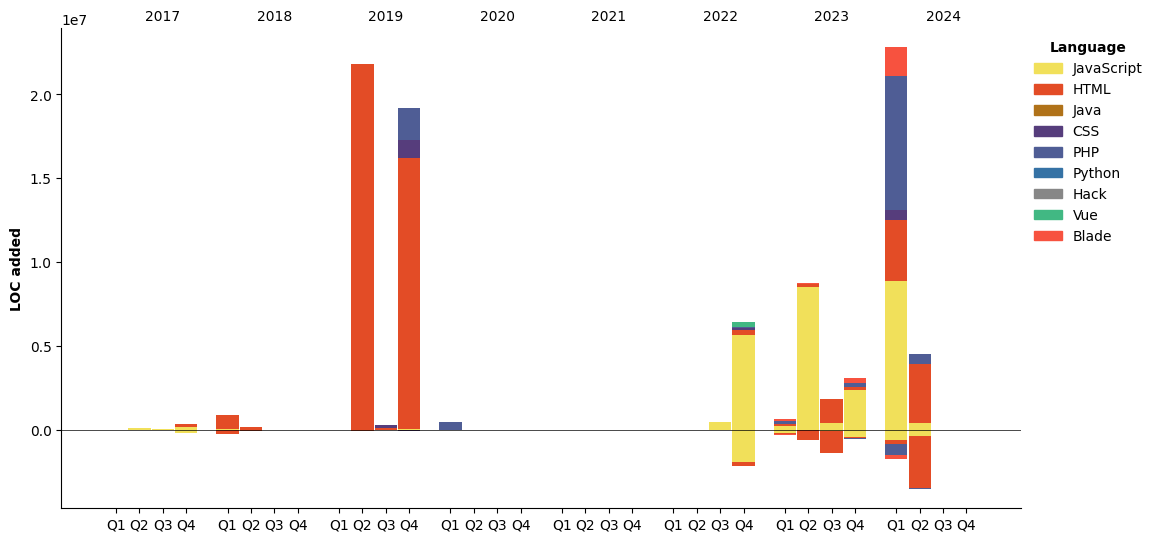 2017 2018 2019 2020 2021 2022 2023 2024
1e7
Language
JavaScript
HTML
Java
CSS
PHP
Python
Hack
Vue
Blade
LOC added
2.0
1.5
1.0
0.5
0.0
Q1 Q2 Q3 Q4 Q1 Q2 Q3 Q4 Q1 Q2 Q3 Q4 Q1 Q2 Q3 Q4 Q1 Q2 Q3 Q4 Q1 Q2 Q3 Q4 Q1 Q2 Q3 Q4 Q1 Q2 Q3 Q4